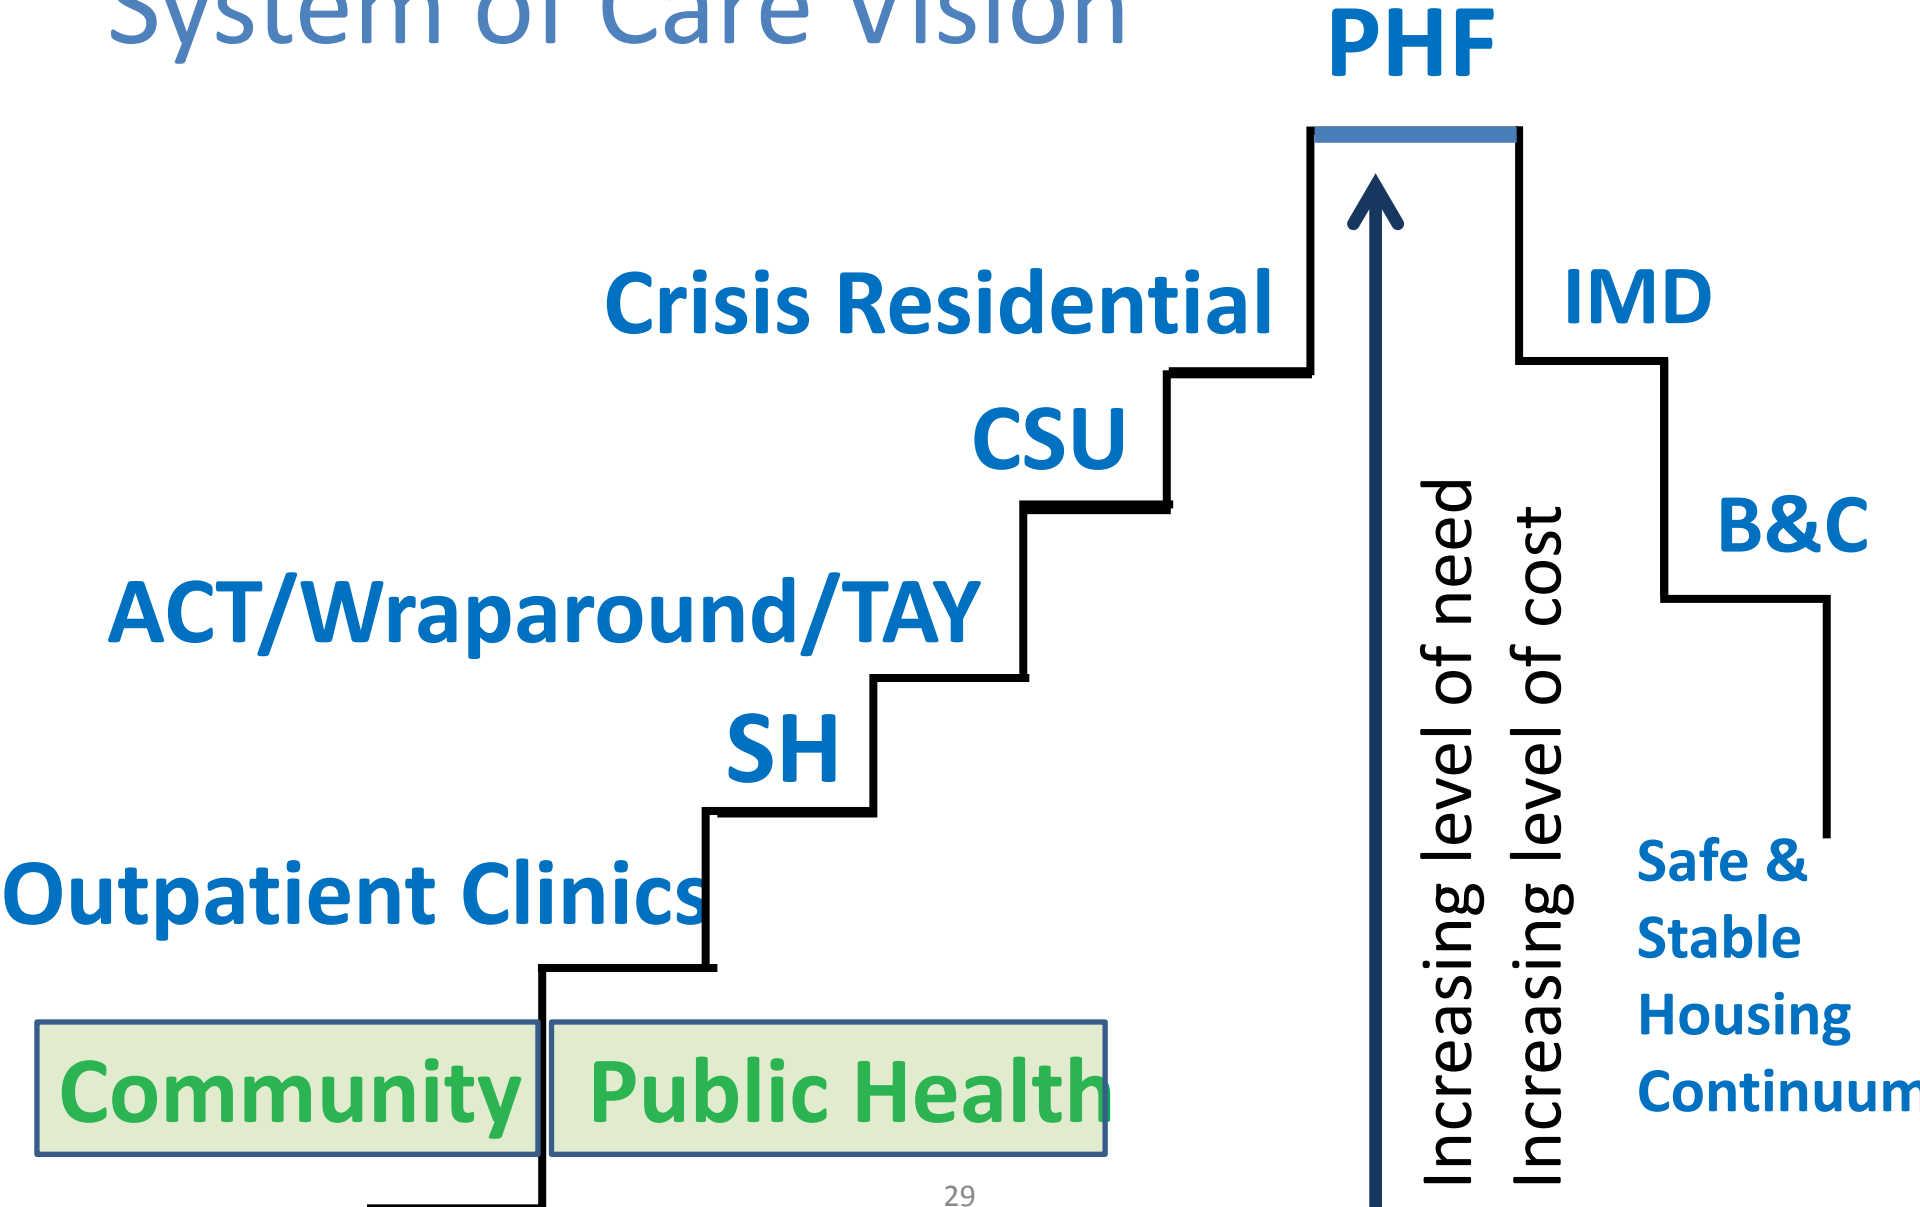 System of Care Vision
PHF
Crisis Residential
IMD
CSU
B&C
ACT/Wraparound/TAY
SH
Increasing level of need
Increasing level of cost
Outpatient Clinics
Safe &
Stable
Housing
Continuum
Community
Public Health
29